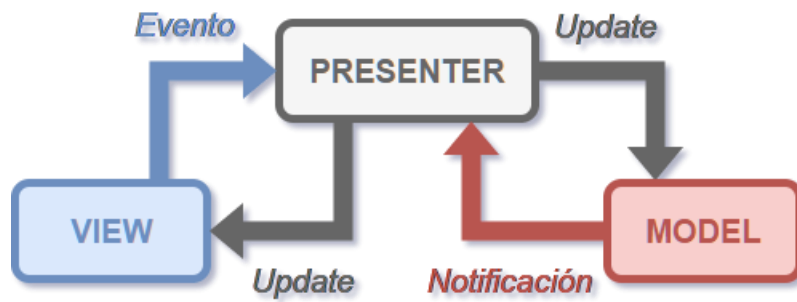 Evento
Update
PRESENTER
VIEW
MODEL
Update
Notificación